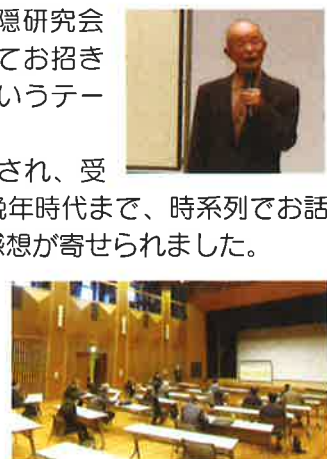 隠研究会
てお招き
いうテー
され、受
晩年時代まで、時系列でお話
感想が寄せられました。